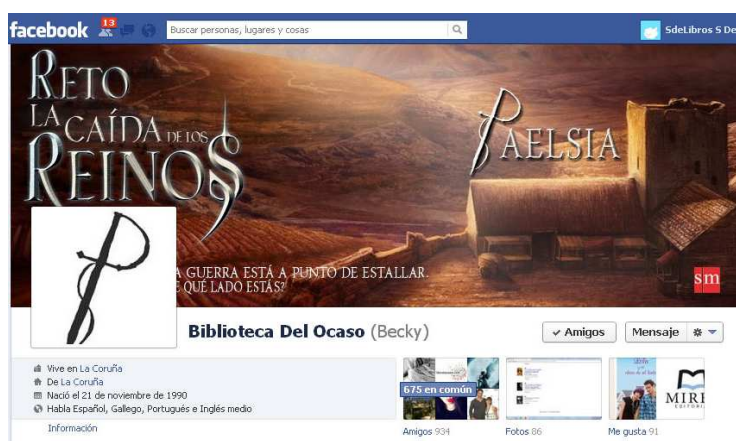 facebook
13
Buscar personas, lugares y cosas
SdeLibros S De
RETO
LA CAÍDA DE LOS
REINOS
PAELSIA
A GUERRA ESTÁ A PUNTO DE ESTALLAR.
E QUÉ LADO ESTÁS?
sm
Biblioteca Del Ocaso (Becky)
Amigos
Mensaje
Vive en La Coruña
De La Coruña
Nació el 21 de noviembre de 1990
Habla Español, Gallego, Portugués e Inglés medio
Información
675 en común
MIRE
EDITORIA
Amigos 934
Fotos 86
Me gusta 91